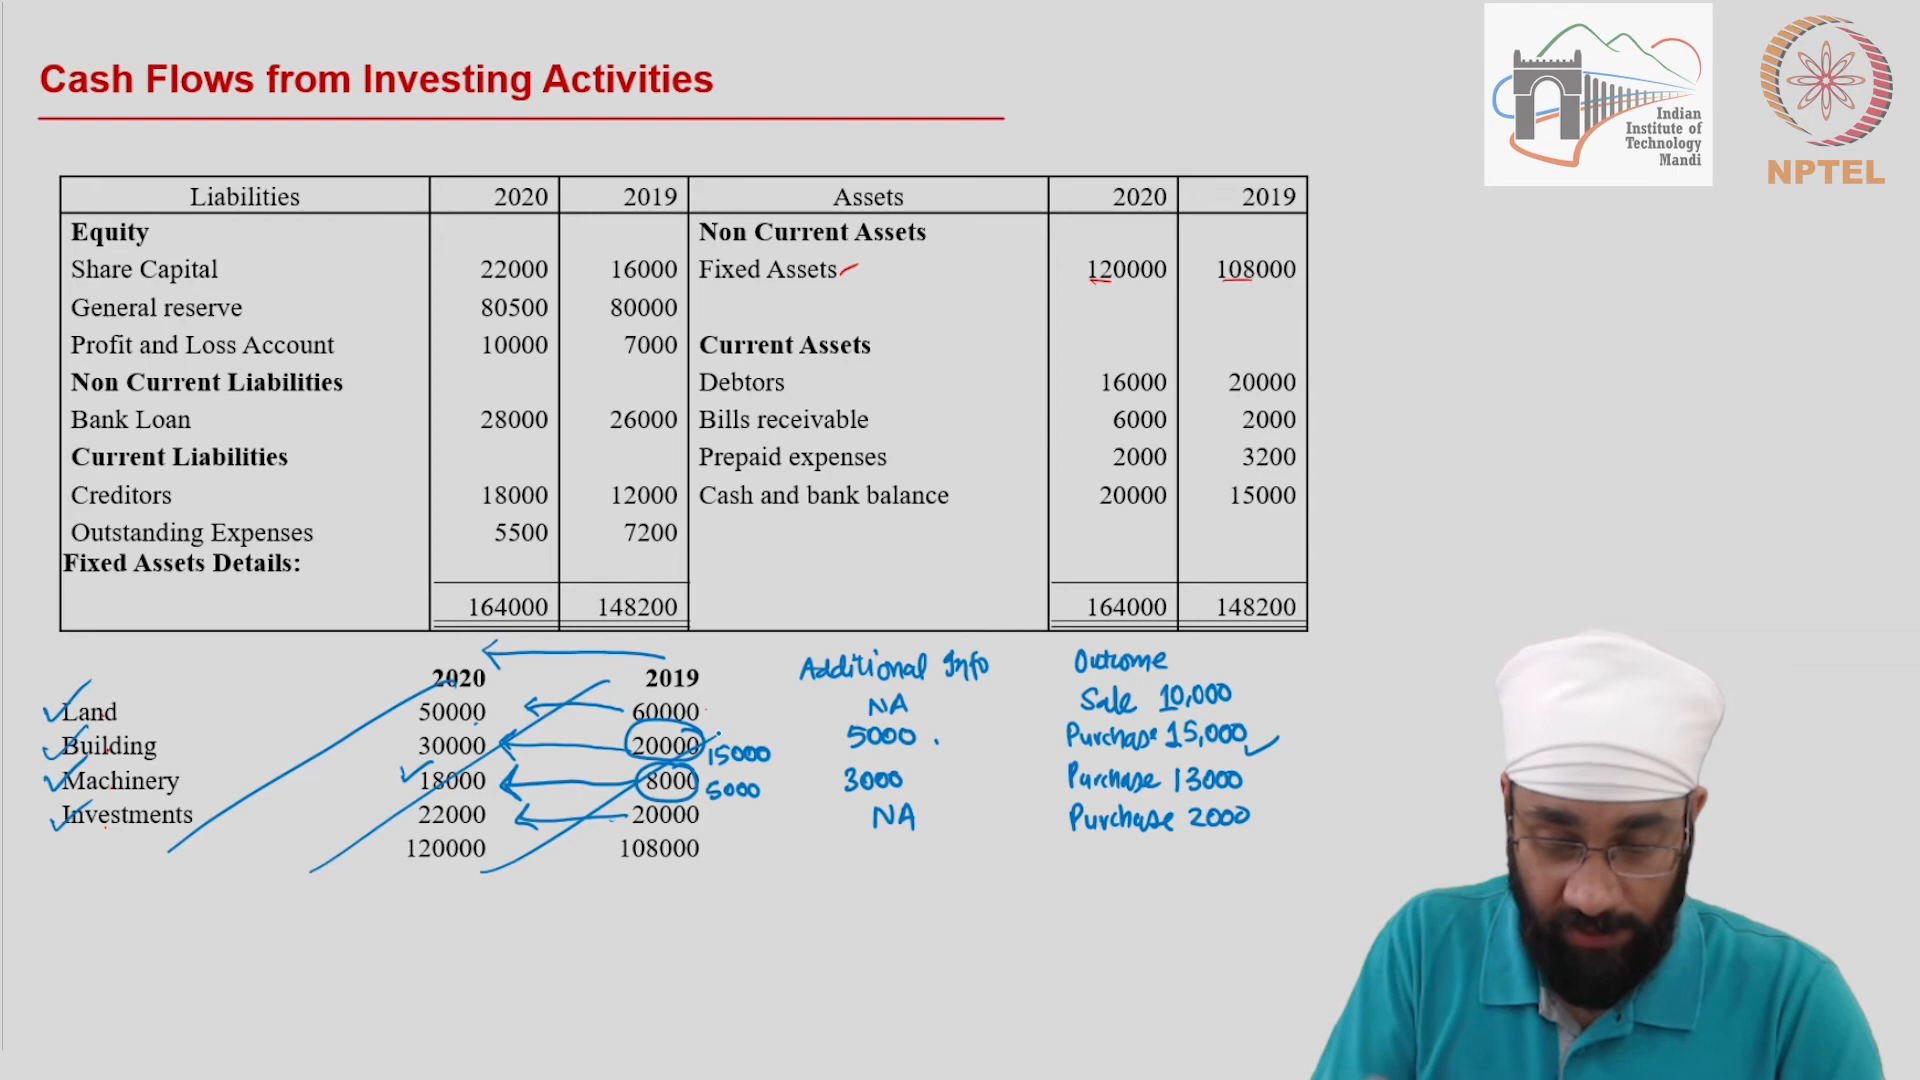 Cash Flows from Investing Activities
Indian
Institute of
Technology
Mandi
NPTEL
Liabilities 2020 2019 Assets 2020 2019
Equity Non Current Assets
Share Capital 22000 16000 Fixed Assets 120000 108000
General reserve 80500 80000
Profit and Loss Account 10000 7000 Current Assets
Non Current Liabilities Debtors 16000 20000
Bank Loan 28000 26000 Bills receivable 6000 2000
Current Liabilities Prepaid expenses 2000 3200
Creditors 18000 12000 Cash and bank balance 20000 15000
Outstanding Expenses 5500 7200
Fixed Assets Details:
164000 148200 164000 148200
2020 2019 Additional Info Outcome
Land 50000 60000 NA Sale 10,000
Building 30000 20000 15000 5000 Purchase 15,000
Machinery 18000 8000 5000 3000 Purchase 13000
Investments 22000 20000 NA Purchase 2000
120000 108000